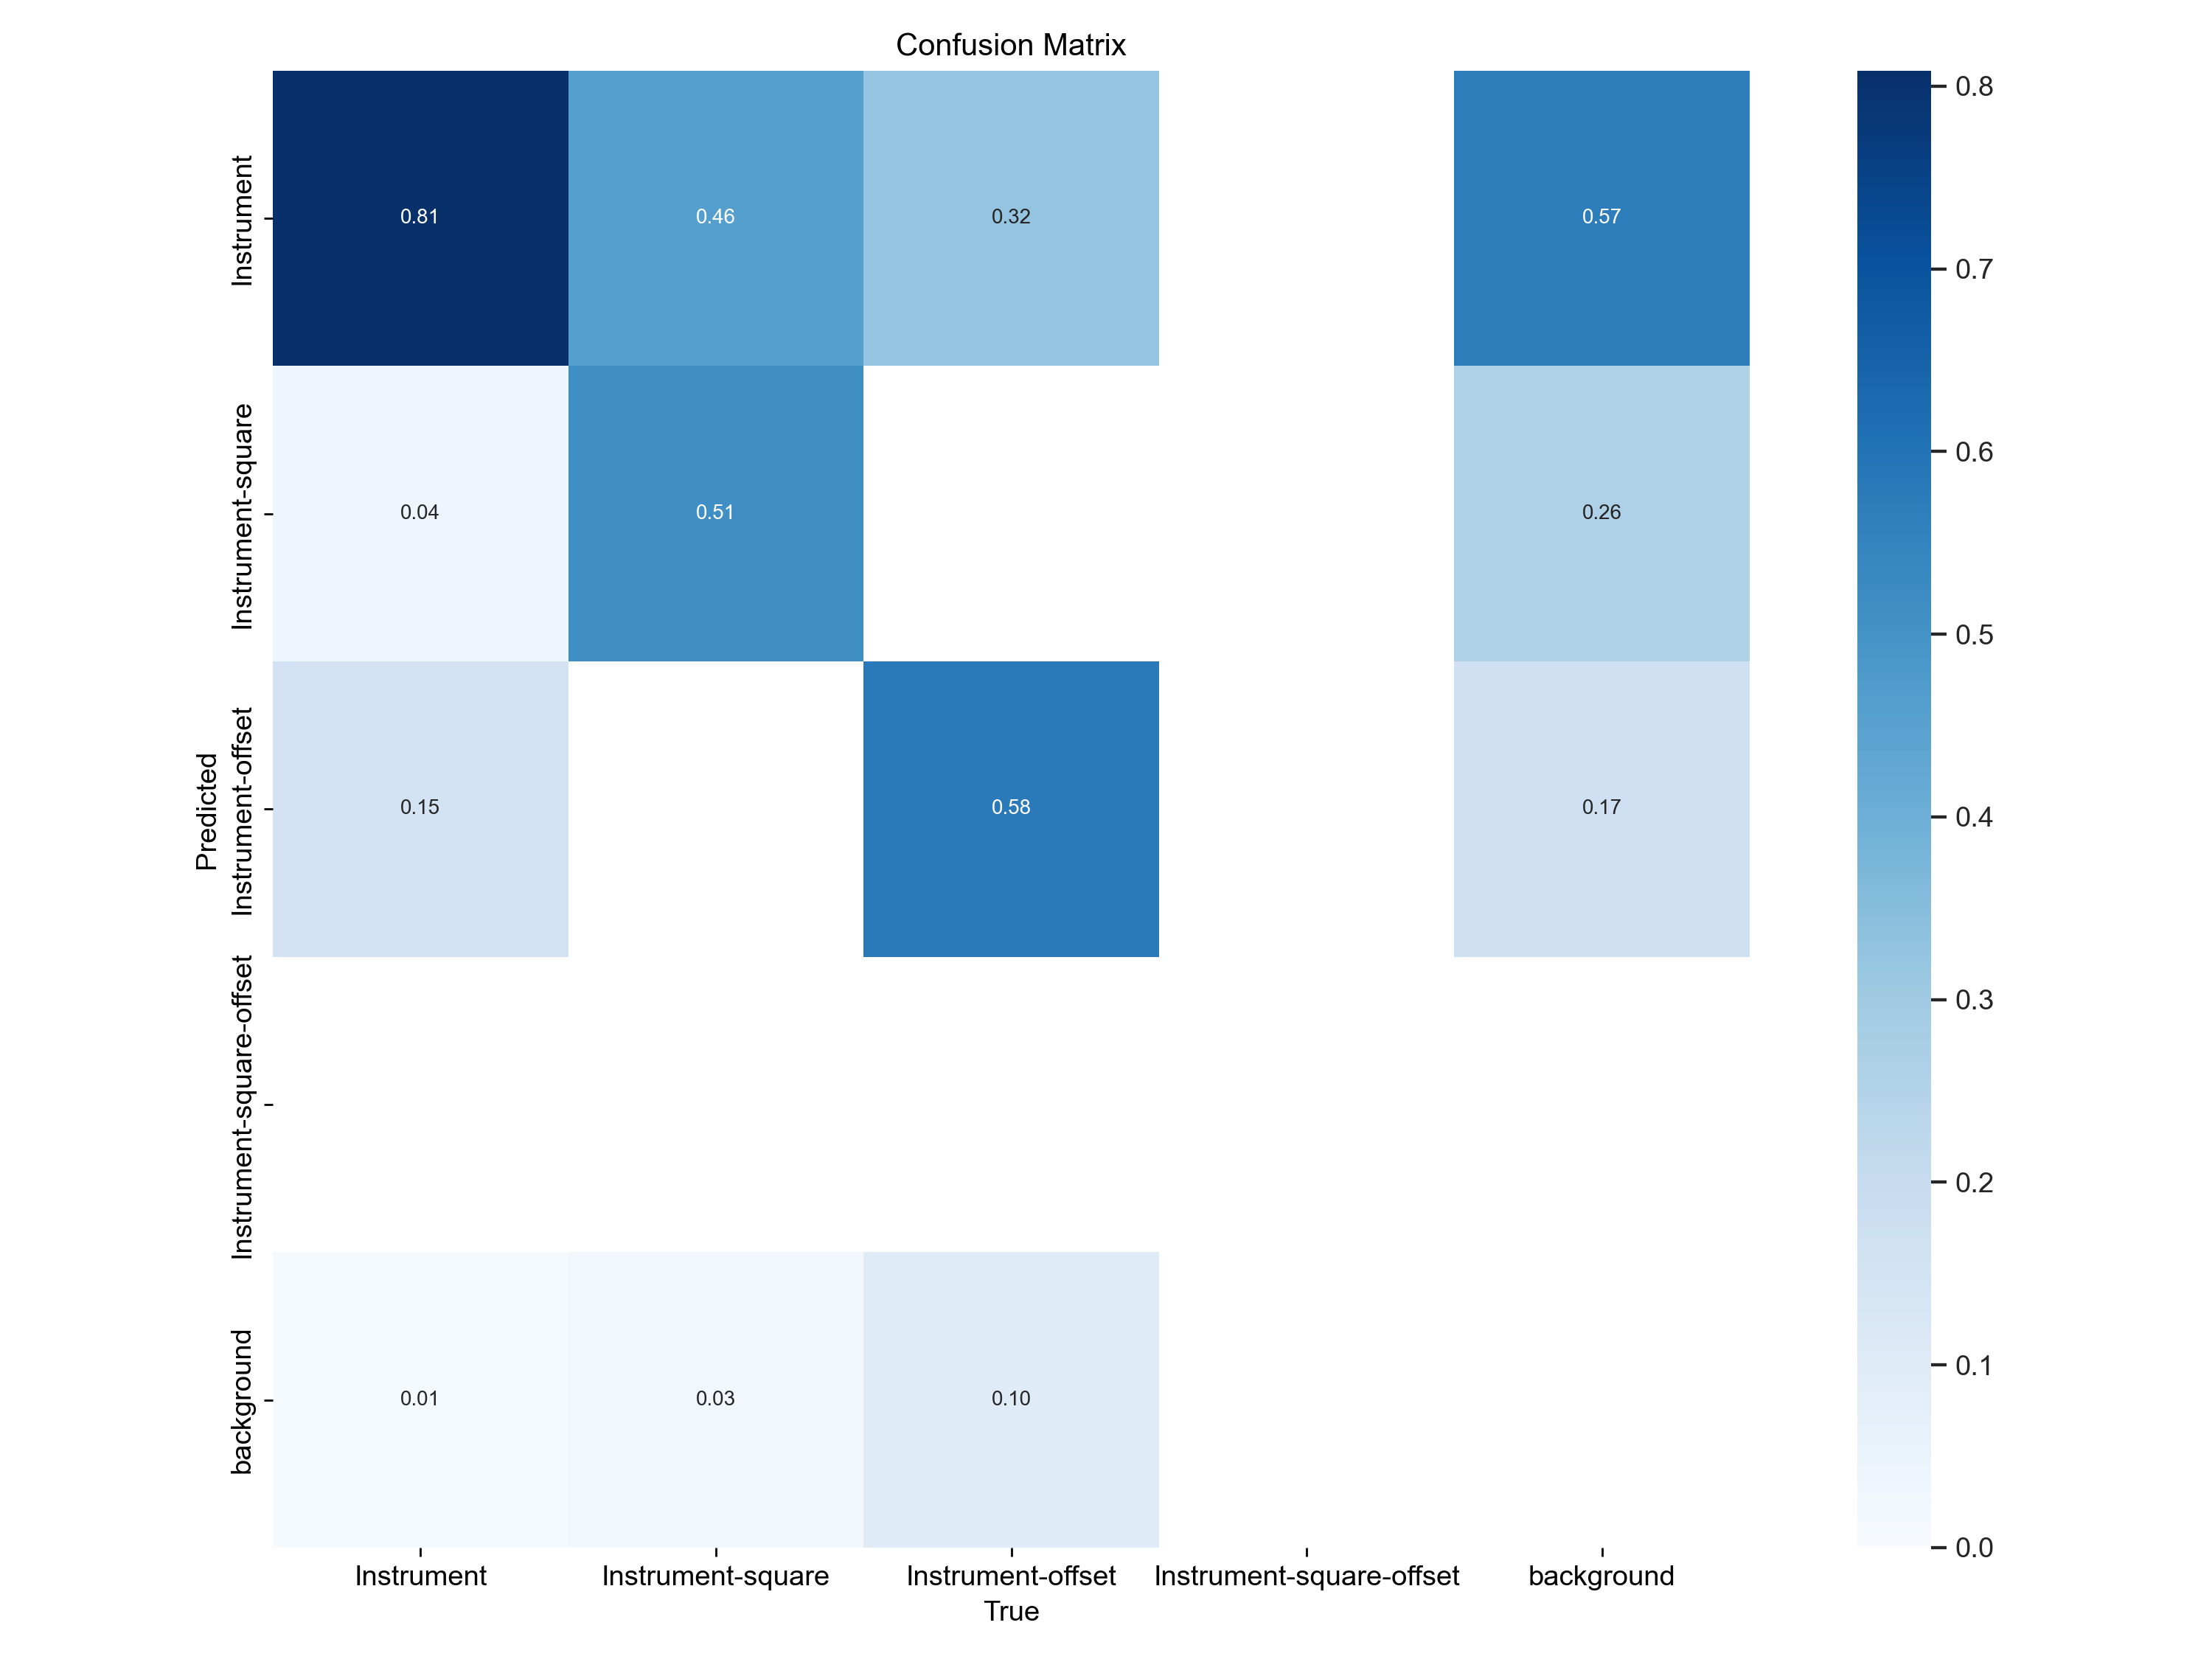 Confusion Matrix
Instrument
0.81
0.46
0.32
0.57
Instrument-square
0.04
0.51
0.26
Instrument-offset
0.15
0.58
0.17
Instrument-square-offset
background
0.01
0.03
0.10
Predicted
Instrument
Instrument-square
Instrument-offset
Instrument-square-offset
background
True
0.8
0.7
0.6
0.5
0.4
0.3
0.2
0.1
0.0